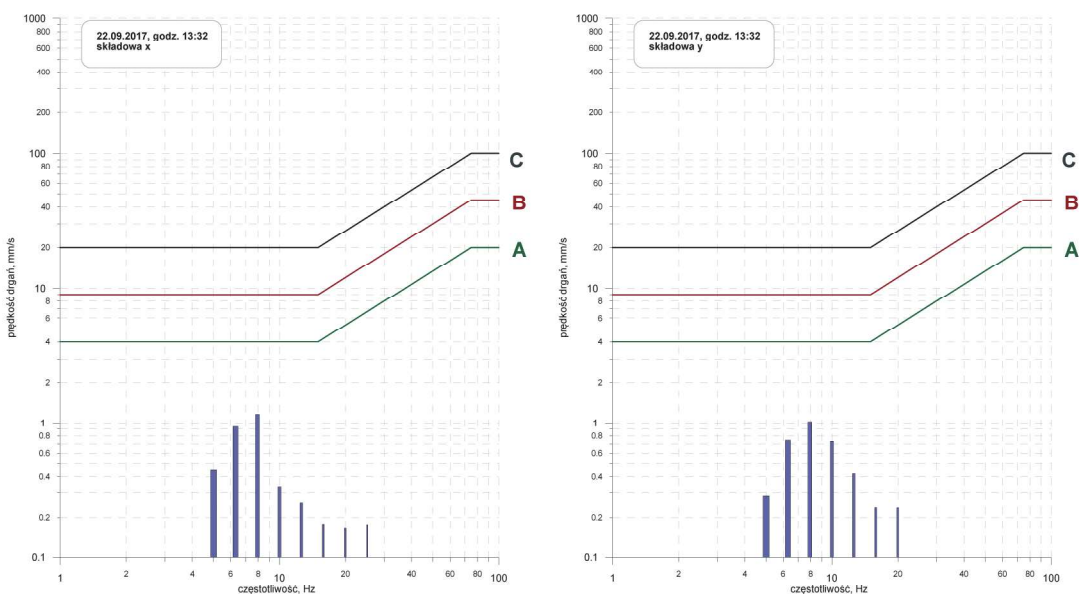 22.09.2017, godz. 13:32
składowa x
1000
800
600
400
200
100
80
60
40
20
10
8
6
4
2
1
0.8
0.6
0.4
0.2
0.1
prędkość drgań, mm/s
C
B
A
1 2 4 6 8 10 20 40 60 80 100
częstotliwość, Hz
22.09.2017, godz. 13:32
składowa y
1000
800
600
400
200
100
80
60
40
20
10
8
6
4
2
1
0.8
0.6
0.4
0.2
0.1
prędkość drgań, mm/s
C
B
A
1 2 4 6 8 10 20 40 60 80 100
częstotliwość, Hz